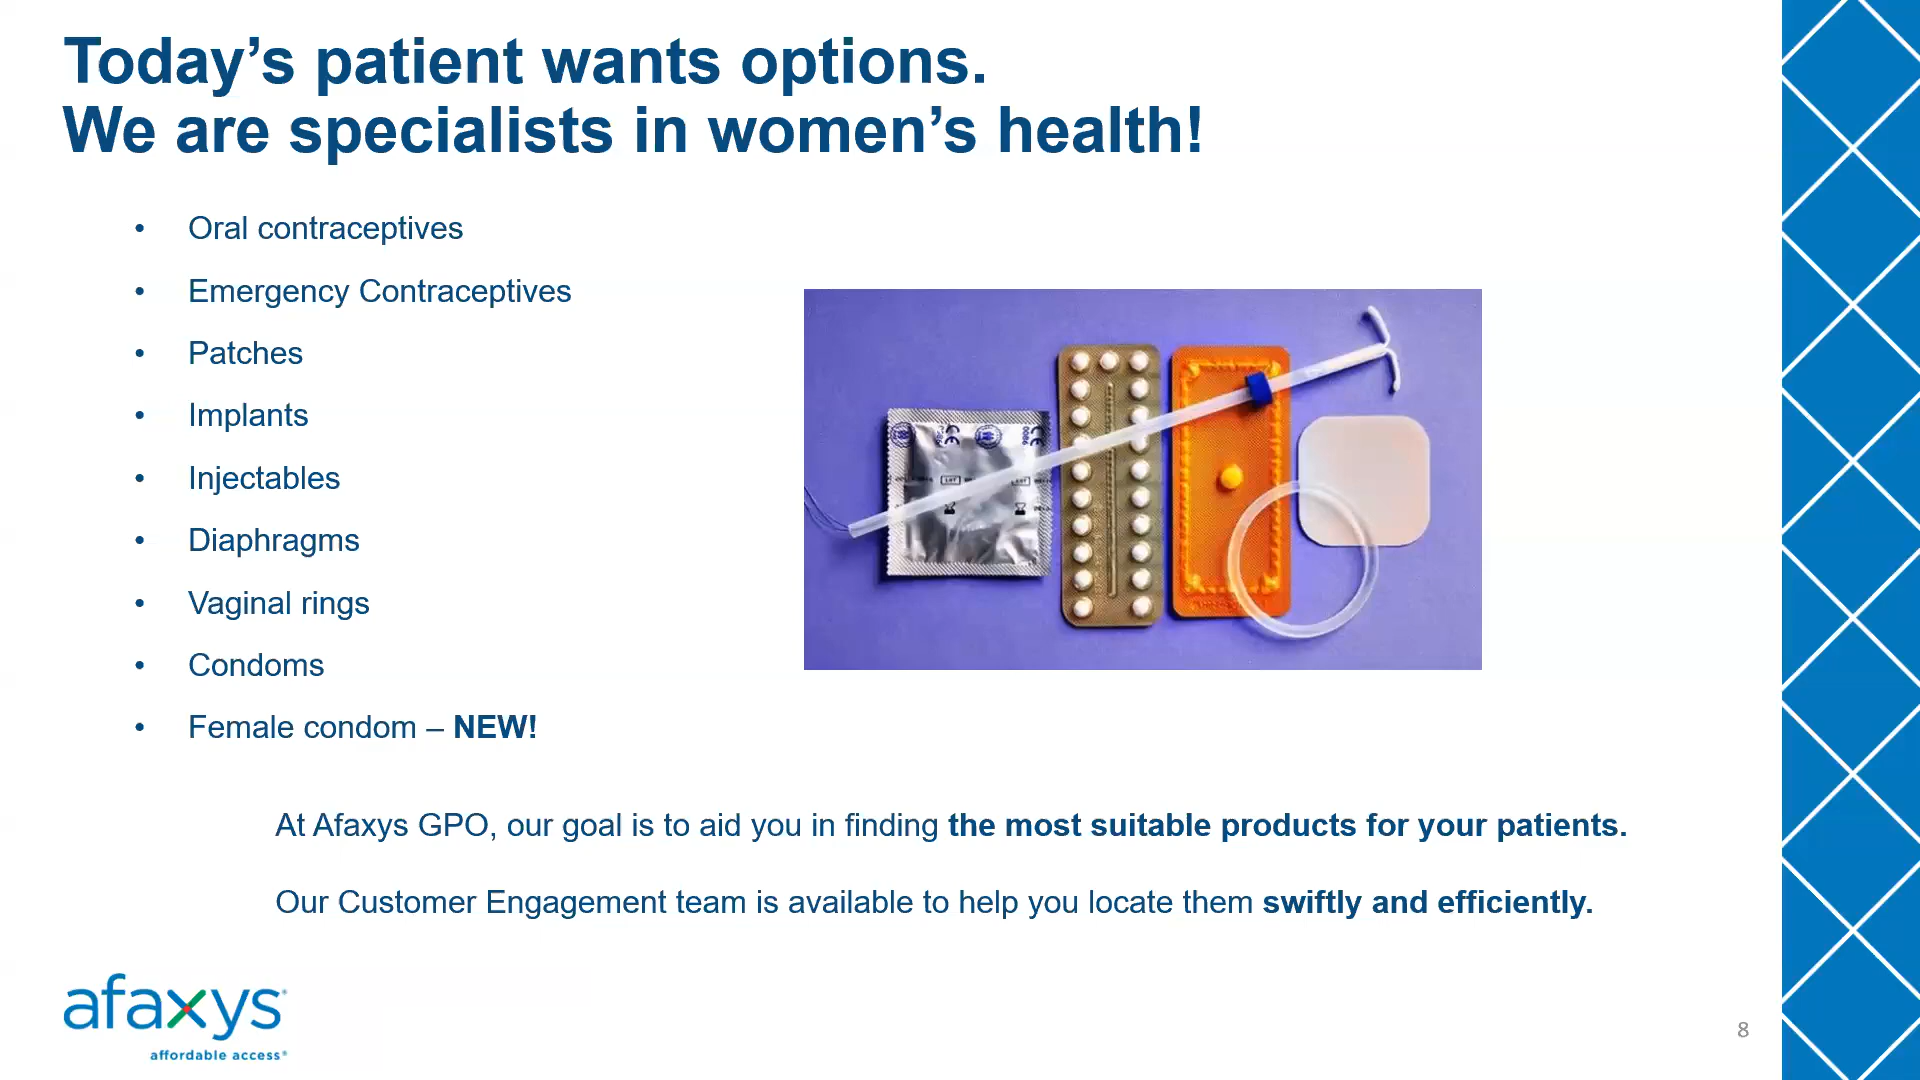 Today’s patient wants options.
We are specialists in women’s health!
• Oral contraceptives
• Emergency Contraceptives
• Patches
• Implants
• Injectables
• Diaphragms
• Vaginal rings
• Condoms
• Female condom – NEW!
0086
LOT
LOT
At Afaxys GPO, our goal is to aid you in finding the most suitable products for your patients.
Our Customer Engagement team is available to help you locate them swiftly and efficiently.
afaxys®
affordable access®
8